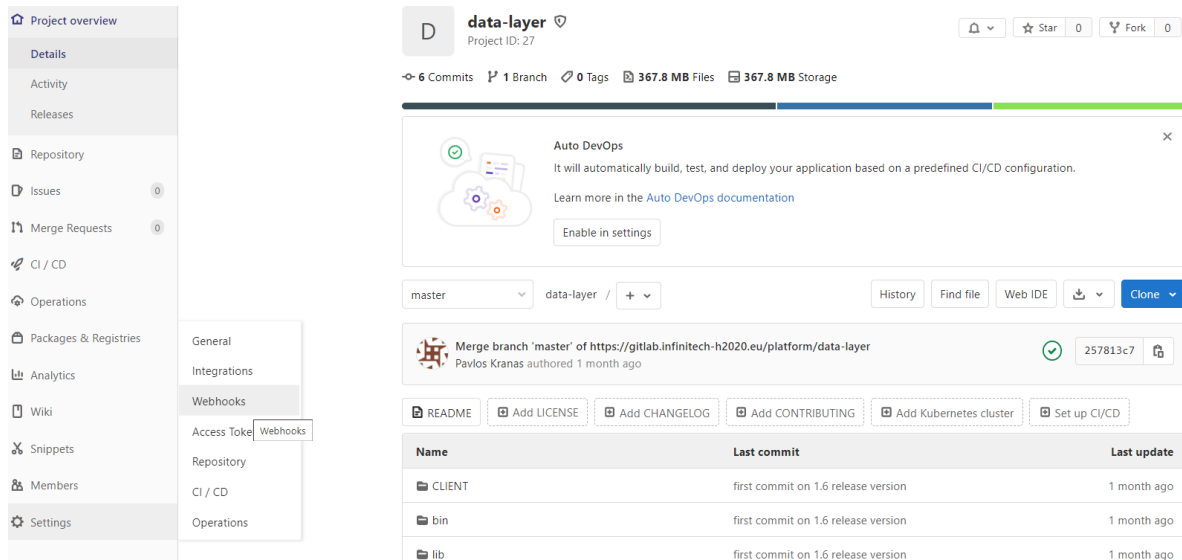 Project overview
Details
Activity
Releases
Repository
Issues 0
Merge Requests 0
CI / CD
Operations
Packages & Registries
Analytics
Wiki
Snippets
Members
Settings
General
Integrations
Webhooks
Access Toke
Webhooks
Repository
CI / CD
Operations
D
data-layer
Project ID: 27
Star 0
Fork 0
6 Commits 1 Branch 0 Tags 367.8 MB Files 367.8 MB Storage
Auto DevOps
It will automatically build, test, and deploy your application based on a predefined CI/CD configuration.
Learn more in the Auto DevOps documentation
Enable in settings
master data-layer / + History Find file Web IDE Clone
Merge branch 'master' of https://gitlab.infinitech-h2020.eu/platform/data-layer
Pavlos Kranas authored 1 month ago
257813c7
README Add LICENSE Add CHANGELOG Add CONTRIBUTING Add Kubernetes cluster Set up CI/CD
Name Last commit Last update
CLIENT first commit on 1.6 release version 1 month ago
bin first commit on 1.6 release version 1 month ago
lib first commit on 1.6 release version 1 month ago